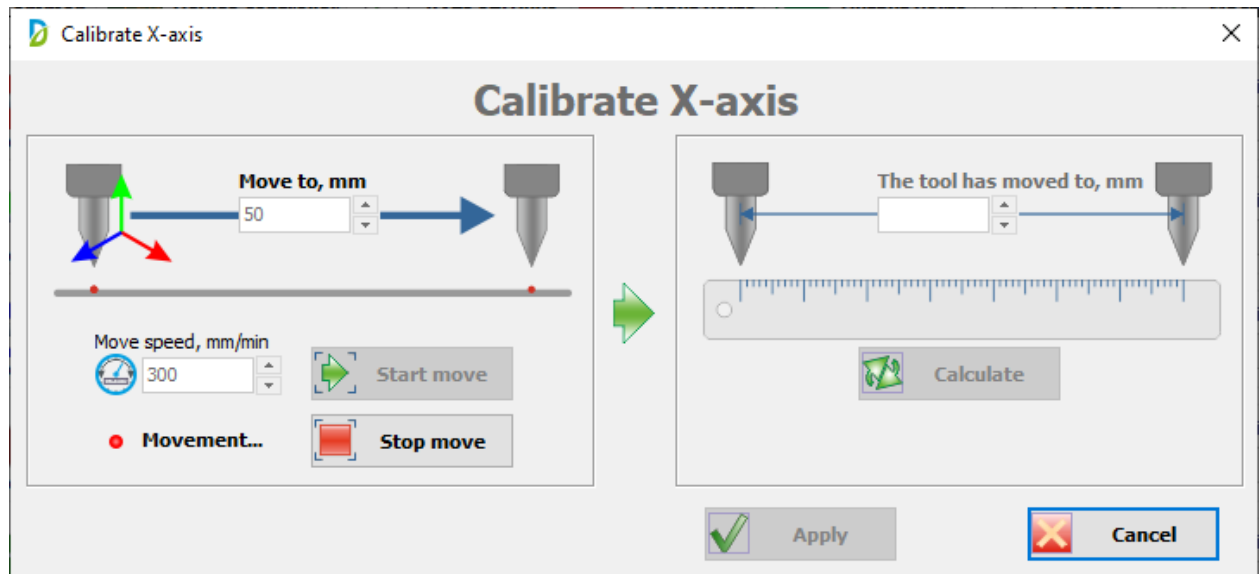 Calibrate X-axis
Calibrate X-axis
Move to, mm
50
Move speed, mm/min
300
Start move
Movement...
Stop move
The tool has moved to, mm
Calculate
Apply
Cancel